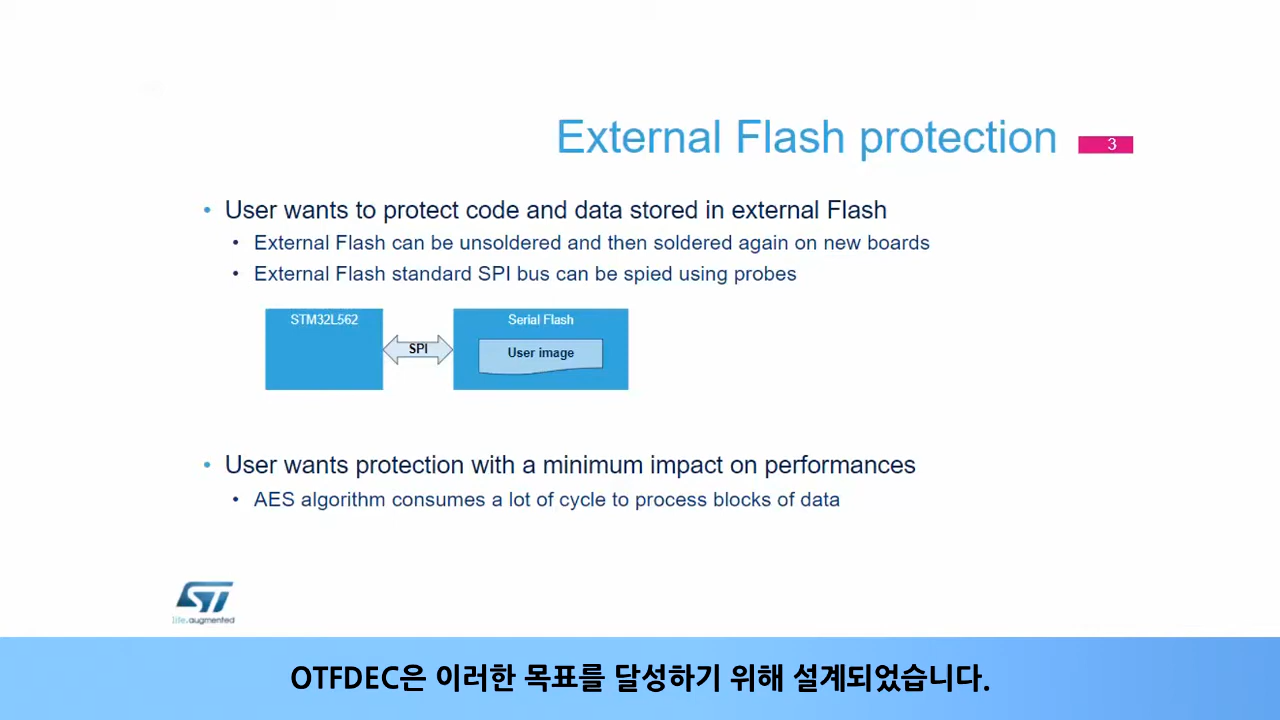 External Flash protection
3
• User wants to protect code and data stored in external Flash
• External Flash can be unsoldered and then soldered again on new boards
• External Flash standard SPI bus can be spied using probes
STM32L562
SPI
Serial Flash
User image
• User wants protection with a minimum impact on performances
• AES algorithm consumes a lot of cycle to process blocks of data
ST
life.augmented
OTFDEC은 이러한 목표를 달성하기 위해 설계되었습니다.